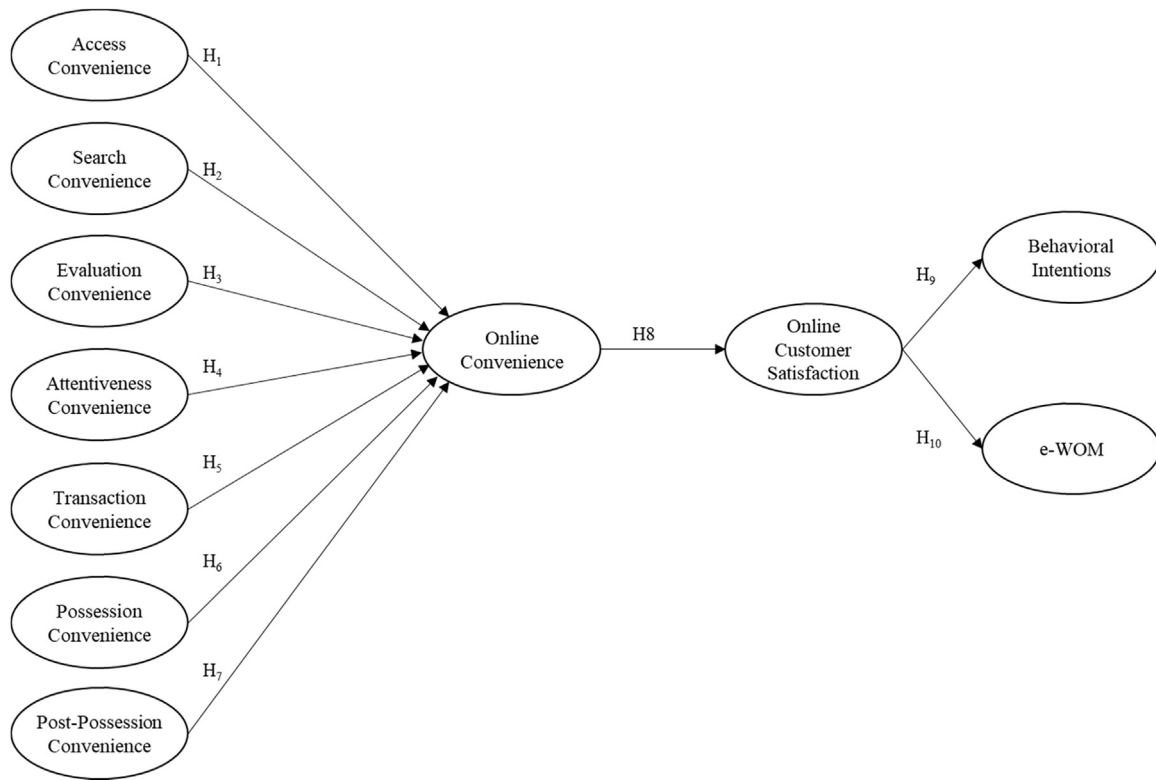 Access
Convenience
H₁
Search
Convenience
H₂
Evaluation
Convenience
H₃
Attentiveness
Convenience
H₄
Transaction
Convenience
H₅
Possession
Convenience
H₆
Post-Possession
Convenience
H₇
Online
Convenience
H8
Online
Customer
Satisfaction
H₉
Behavioral
Intentions
H₁₀
e-WOM